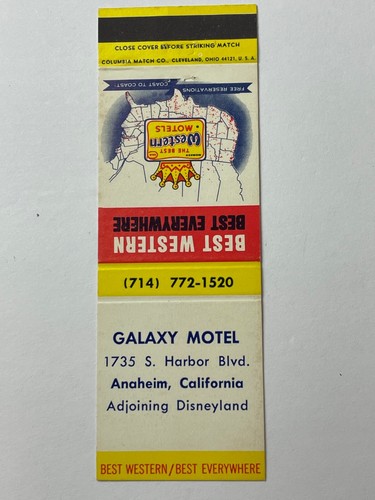 CLOSE COVER BEFORE STRIKING MATCH
COLUMBIA MATCH CO., CLEVELAND, OHIO 44121, U. S. A.
FREE RESERVATIONS COAST TO COAST!
THE BEST
Western
MOTELS
BEST WESTERN
BEST EVERYWHERE
(714) 772-1520
GALAXY MOTEL
1735 S. Harbor Blvd.
Anaheim, California
Adjoining Disneyland
BEST WESTERN/BEST EVERYWHERE